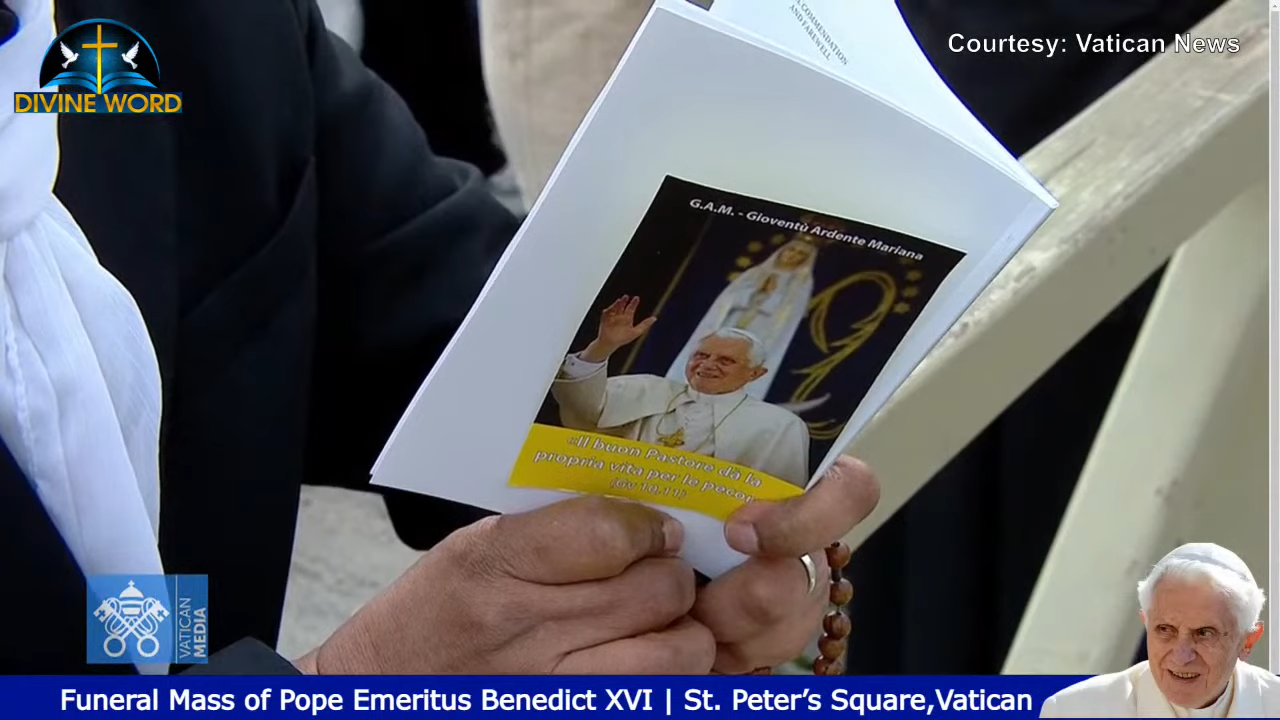 COMMENDATION
AND FAREWELL
Courtesy: Vatican News
DIVINE WORD
G.A.M. - Gioventù Ardente Mariana
«Il buon Pastore dà la
propria vita per le pecore
(Gv 10,11)
VATICAN
MEDIA
Funeral Mass of Pope Emeritus Benedict XVI | St. Peter’s Square,Vatican